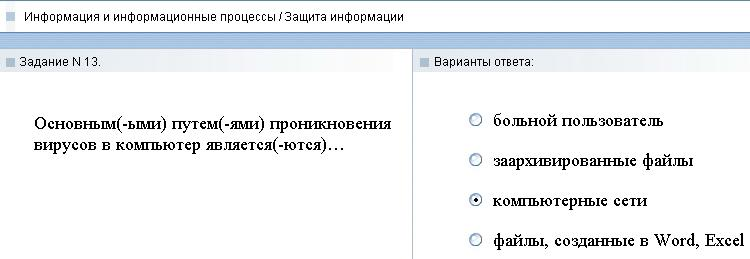 Информация и информационные процессы / Защита информации
Задание N 13.
Варианты ответа:
Основным(-ыми) путем(-ями) проникновения
вирусов в компьютер является(-ются)…
больной пользователь
заархивированные файлы
компьютерные сети
файлы, созданные в Word, Excel